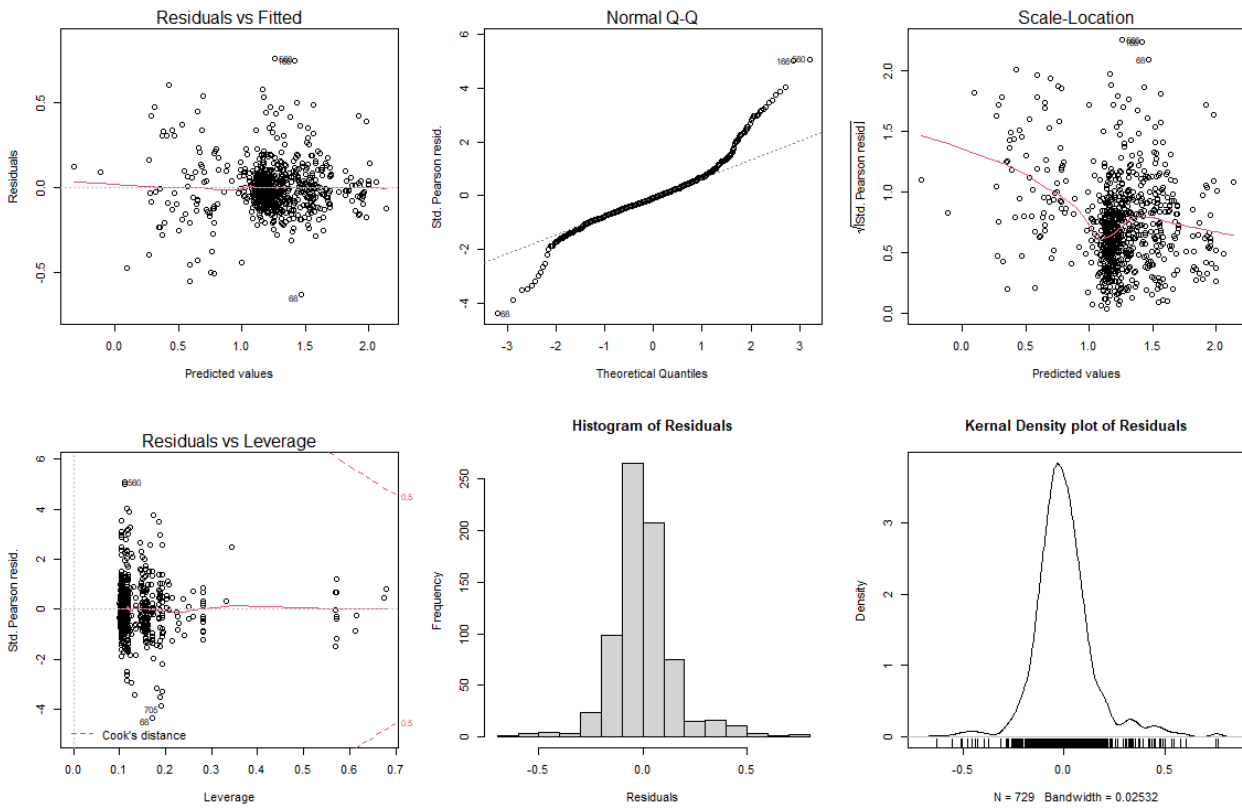 Residuals vs Fitted
Residuals
0.5
0.0
-0.5
68
0.0 0.5 1.0 1.5 2.0
Predicted values
Normal Q-Q
Std. Pearson resid.
6
4
2
0
-2
-4
166 560
68
-3 -2 -1 0 1 2 3
Theoretical Quantiles
Scale-Location
√|Std. Pearson resid.|
2.0
1.5
1.0
0.5
0.0
68
0.0 0.5 1.0 1.5 2.0
Predicted values
Residuals vs Leverage
Std. Pearson resid.
6
4
2
0
-2
-4
560
705
68
0.5
0.5
Cook's distance
0.0 0.1 0.2 0.3 0.4 0.5 0.6 0.7
Leverage
Histogram of Residuals
Frequency
250
200
150
100
50
0
-0.5 0.0 0.5
Residuals
Kernal Density plot of Residuals
Density
3
2
1
0
-0.5 0.0 0.5
N = 729 Bandwidth = 0.02532